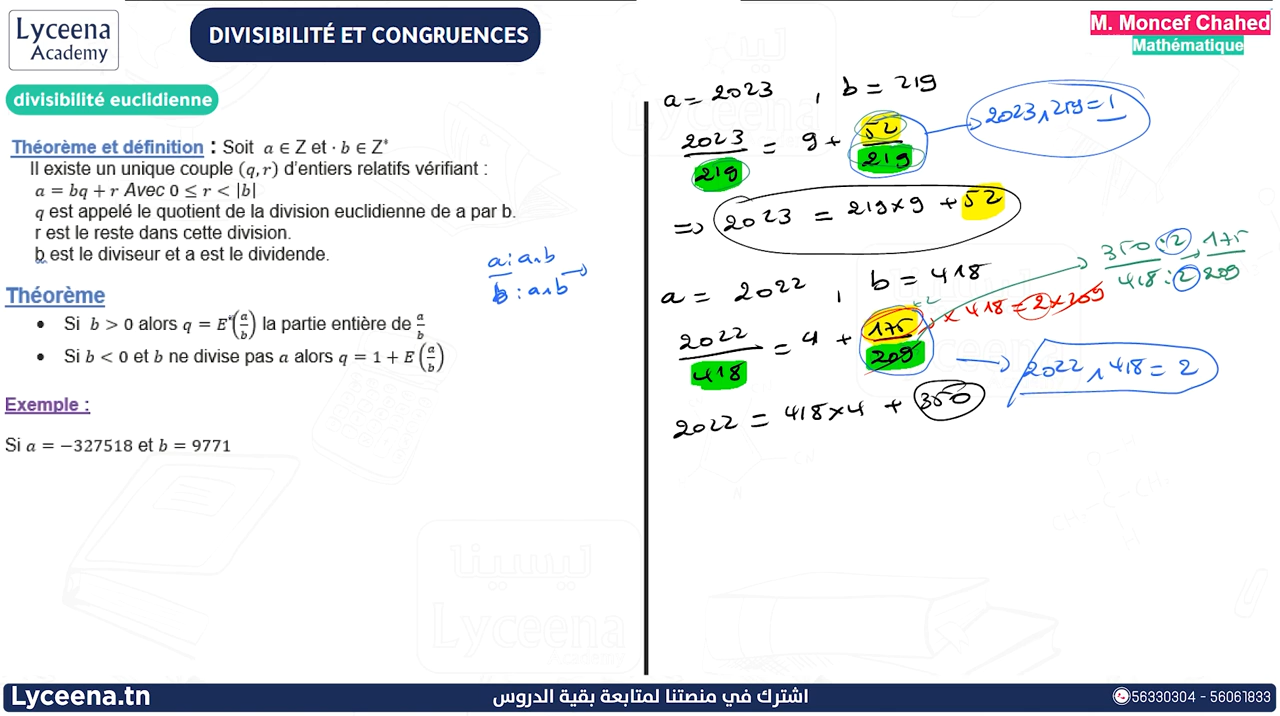 Lyceena
Academy
DIVISIBILITÉ ET CONGRUENCES
M. Moncef Chahed
Mathématique
divisibilité euclidienne
Théorème et définition : Soit a ∈ Z et · b ∈ Z*
Il existe un unique couple (q, r) d'entiers relatifs vérifiant :
a = bq + r Avec 0 ≤ r < |b|
q est appelé le quotient de la division euclidienne de a par b.
r est le reste dans cette division.
b est le diviseur et a est le dividende.
a : a∧b
b : a∧b →
Théorème
• Si b > 0 alors q = E(a/b) la partie entière de a/b
• Si b < 0 et b ne divise pas a alors q = 1 + E(a/b)
Exemple :
Si a = −327518 et b = 9771
a = 2023 , b = 219
2023/219 = 9 + 52/219 → 2023∧219 = 1
⇒ 2023 = 219×9 + 52
350 : 2 / 418 : 2 → 175/209
a = 2022 , b = 418
2022/418 = 4 + 175/209 × 418 = 2×209
→ 2022∧418 = 2
2022 = 418×4 + 350
ليسينا
Lyceena
Academy
Lyceena.tn
اشترك في منصتنا لمتابعة بقية الدروس
56330304 - 56061833